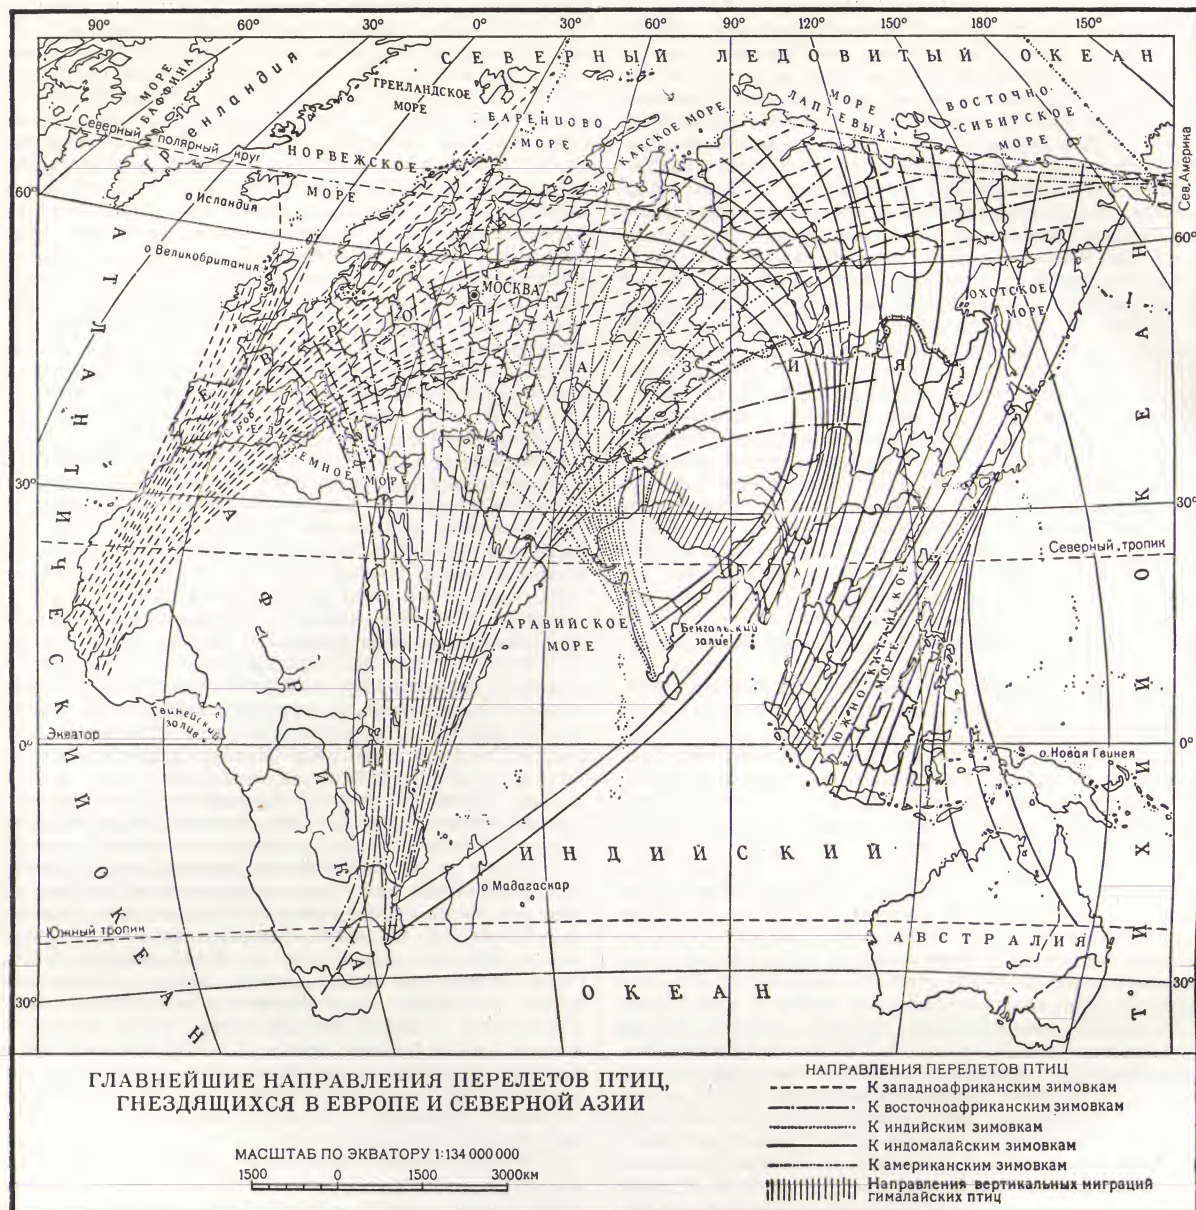 90° 60° 30° 0° 30° 60° 90° 120° 150° 180° 150°
СЕВЕРНЫЙ ЛЕДОВИТЫЙ ОКЕАН
МОРЕ БАФФИНА
Гренландия
ГРЕНЛАНДСКОЕ
МОРЕ
БАРЕНЦОВО
МОРЕ
КАРСКОЕ МОРЕ
МОРЕ
ЛАПТЕВЫХ
ВОСТОЧНО-
СИБИРСКОЕ
МОРЕ
Сев. Америка
Северный полярный круг
НОРВЕЖСКОЕ
МОРЕ
60°
60°
о Исландия
о Великобритания
МОСКВА
ЕВРОПА
АЗИЯ
ОХОТСКОЕ
МОРЕ
АТЛАНТИЧЕСКИЙ ОКЕАН
ТИХИЙ ОКЕАН
СРЕДИЗЕМНОЕ МОРЕ
30°
30°
Северный тропик
АФРИКА
АРАВИЙСКОЕ
МОРЕ
Бенгальский
залив
ЮЖНО-КИТАЙСКОЕ
МОРЕ
Гвинейский
залив
Экватор
0°
0°
о. Новая Гвинея
ИНДИЙСКИЙ
ОКЕАН
о Мадагаскар
Южный тропик
АВСТРАЛИЯ
30°
30°
ГЛАВНЕЙШИЕ НАПРАВЛЕНИЯ ПЕРЕЛЕТОВ ПТИЦ,
ГНЕЗДЯЩИХСЯ В ЕВРОПЕ И СЕВЕРНОЙ АЗИИ
МАСШТАБ ПО ЭКВАТОРУ 1:134 000 000
1500 0 1500 3000км
НАПРАВЛЕНИЯ ПЕРЕЛЕТОВ ПТИЦ
К западноафриканским зимовкам
К восточноафриканским зимовкам
К индийским зимовкам
К индомалайским зимовкам
К американским зимовкам
Направления вертикальных миграций
гималайских птиц